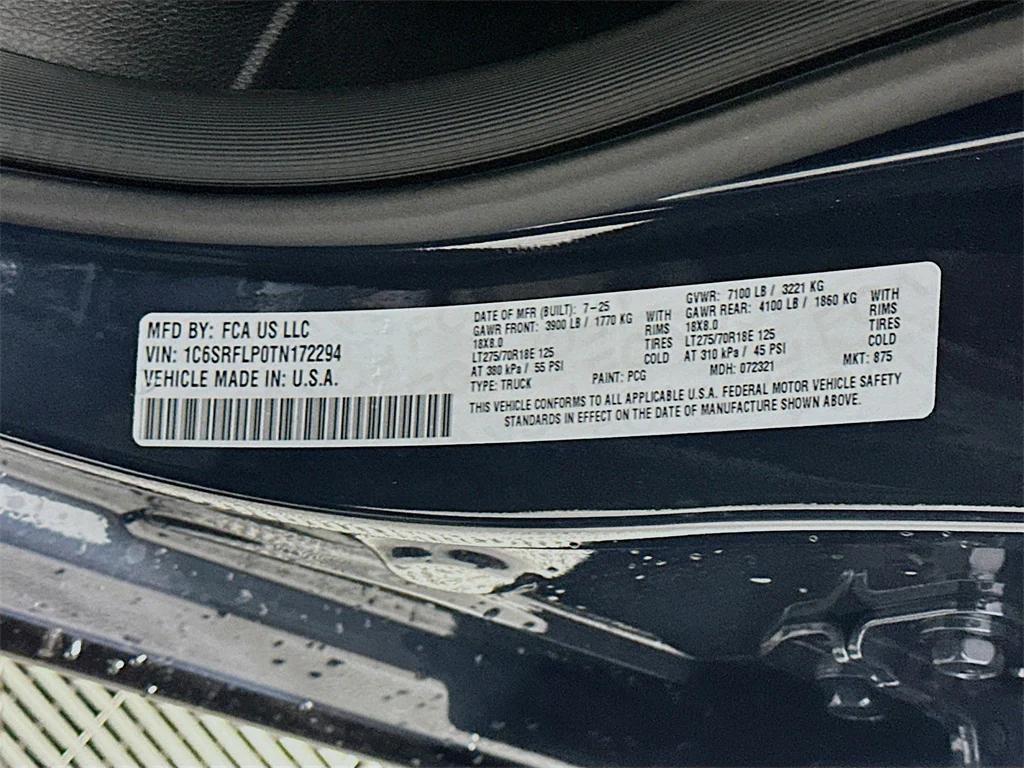 MFD BY: FCA US LLC
VIN: 1C6SRFLP0TN172294
VEHICLE MADE IN: U.S.A.
DATE OF MFR (BUILT): 7-25
GAWR FRONT: 3900 LB / 1770 KG WITH
18X8.0 RIMS
LT275/70R18E 125 TIRES
AT 380 kPa / 55 PSI COLD
TYPE: TRUCK PAINT: PCG
GVWR: 7100 LB / 3221 KG
GAWR REAR: 4100 LB / 1860 KG WITH
18X8.0 RIMS
LT275/70R18E 125 TIRES
AT 310 kPa / 45 PSI COLD
MDH: 072321 MKT: 875
THIS VEHICLE CONFORMS TO ALL APPLICABLE U.S.A. FEDERAL MOTOR VEHICLE SAFETY
STANDARDS IN EFFECT ON THE DATE OF MANUFACTURE SHOWN ABOVE.